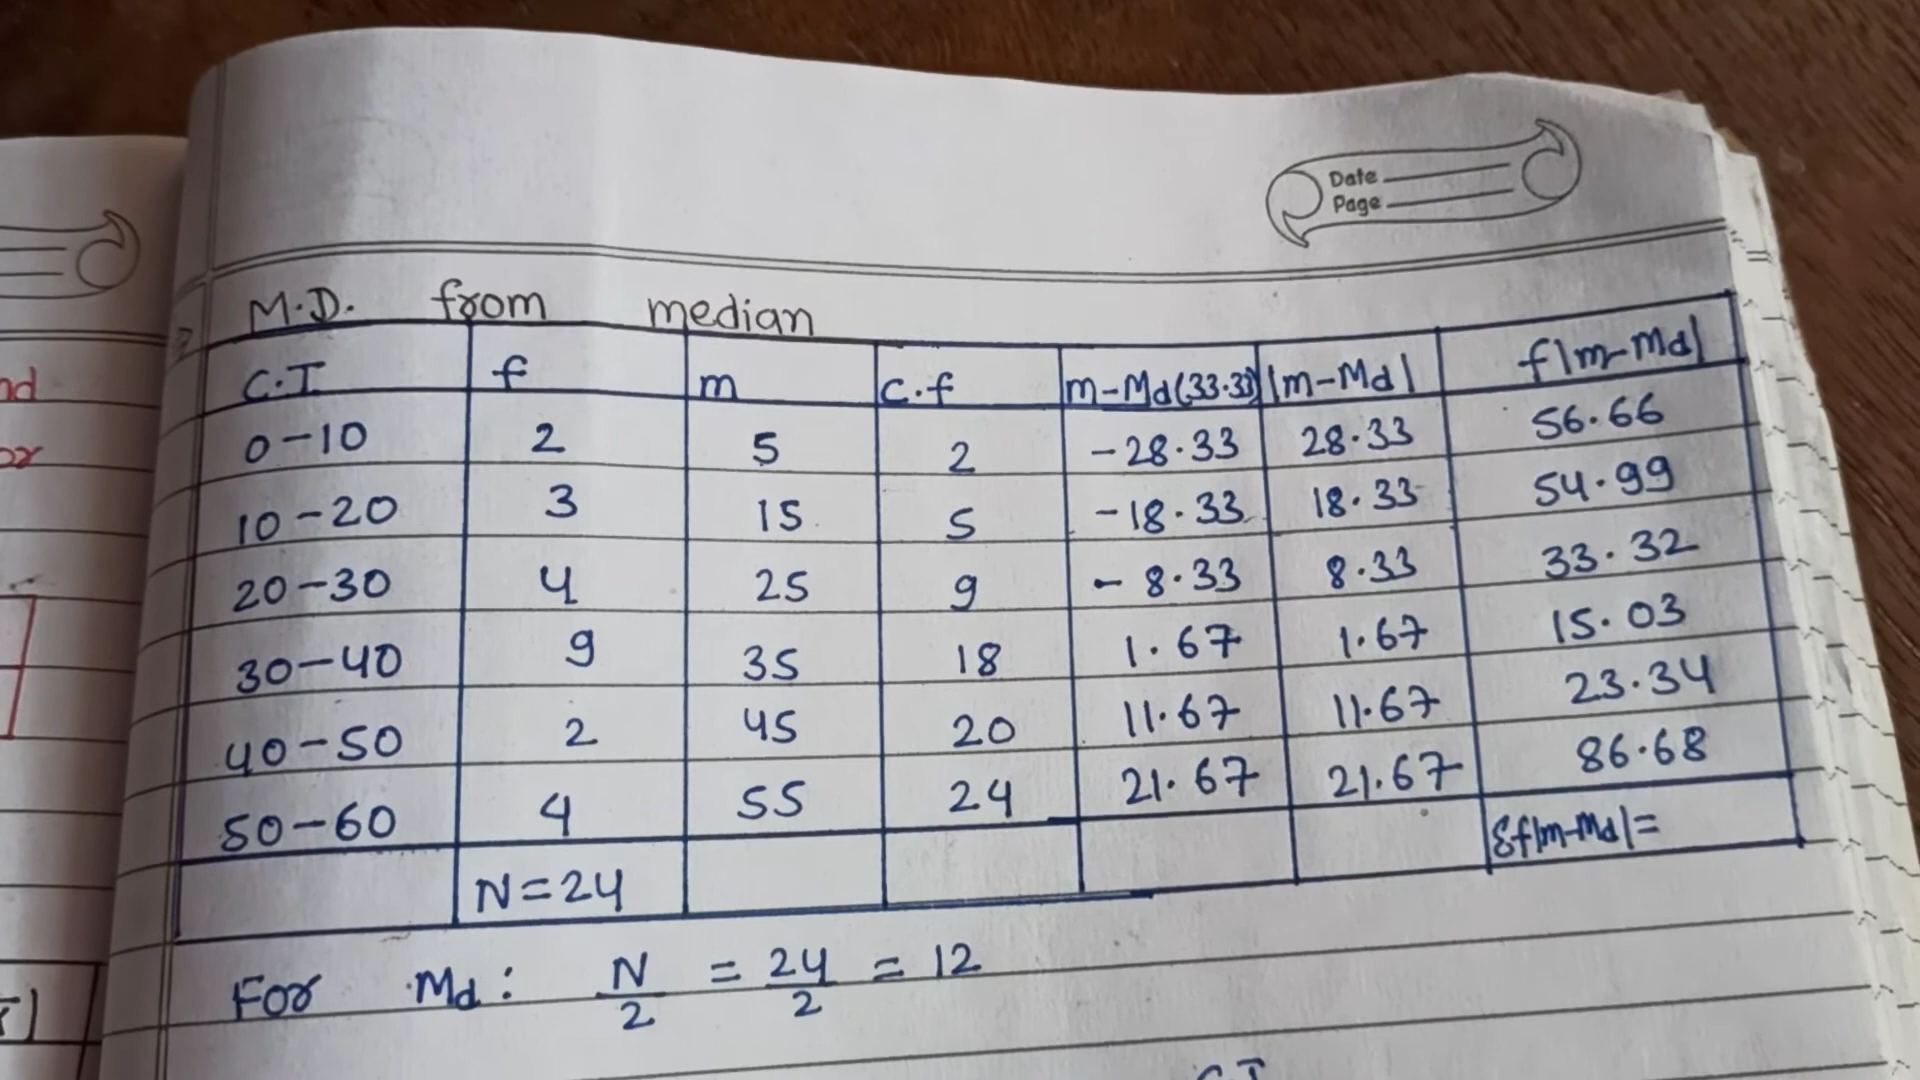 Date
Page
M.D. from median
C.I f m c.f m-Md(33.33) |m-Md| f|m-Md|
0-10 2 5 2 -28.33 28.33 56.66
10-20 3 15 5 -18.33 18.33 54.99
20-30 4 25 9 -8.33 8.33 33.32
30-40 9 35 18 1.67 1.67 15.03
40-50 2 45 20 11.67 11.67 23.34
50-60 4 55 24 21.67 21.67 86.68
N=24 Σf|m-Md|=
For Md: N/2 = 24/2 = 12